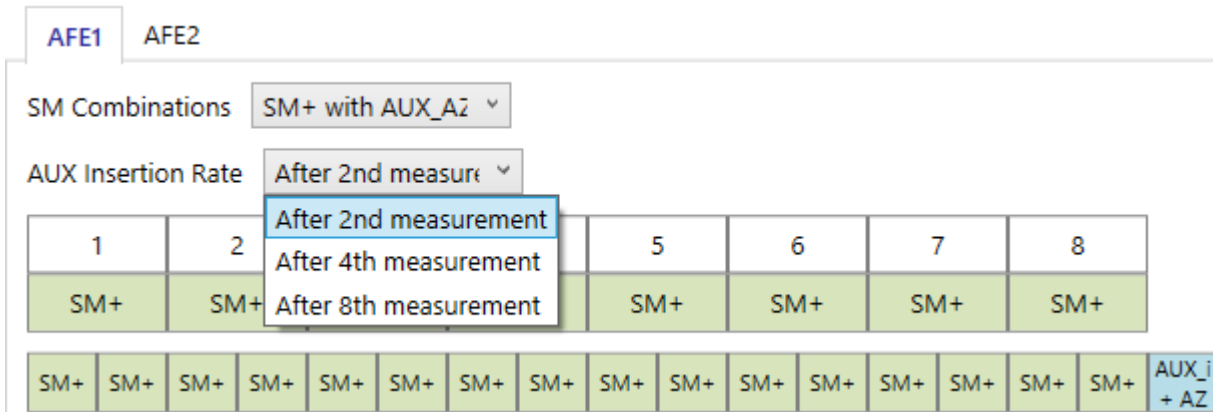 AFE1 AFE2
SM Combinations SM+ with AUX_AZ
AUX Insertion Rate After 2nd measure
After 2nd measurement
After 4th measurement
After 8th measurement
1 2 5 6 7 8
SM+ SM+ SM+ SM+ SM+ SM+
SM+ SM+ SM+ SM+ SM+ SM+ SM+ SM+ SM+ SM+ SM+ SM+ SM+ SM+ SM+ SM+ AUX_i
+ AZ